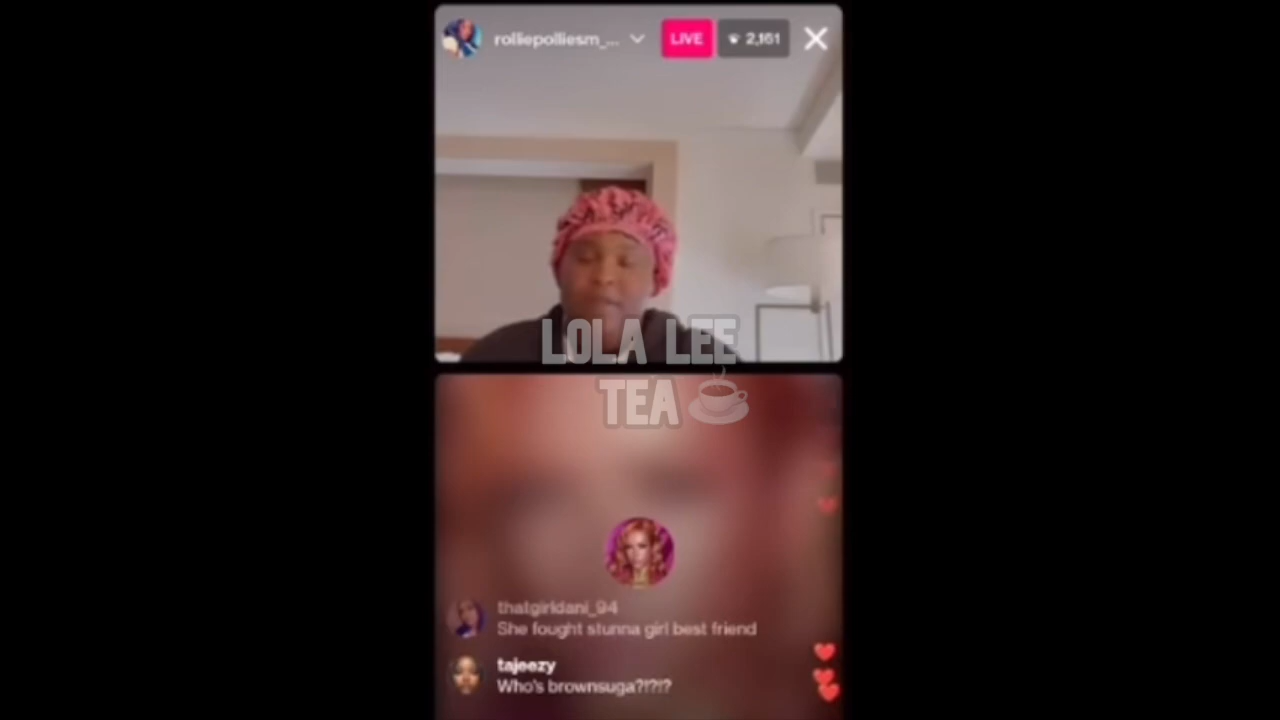 rolliepolliesm_...
LIVE
2,161
LOLA LEE
TEA
thatgirldani_94
She fought stunna girl best friend
tajeezy
Who's brownsuga?!?!?